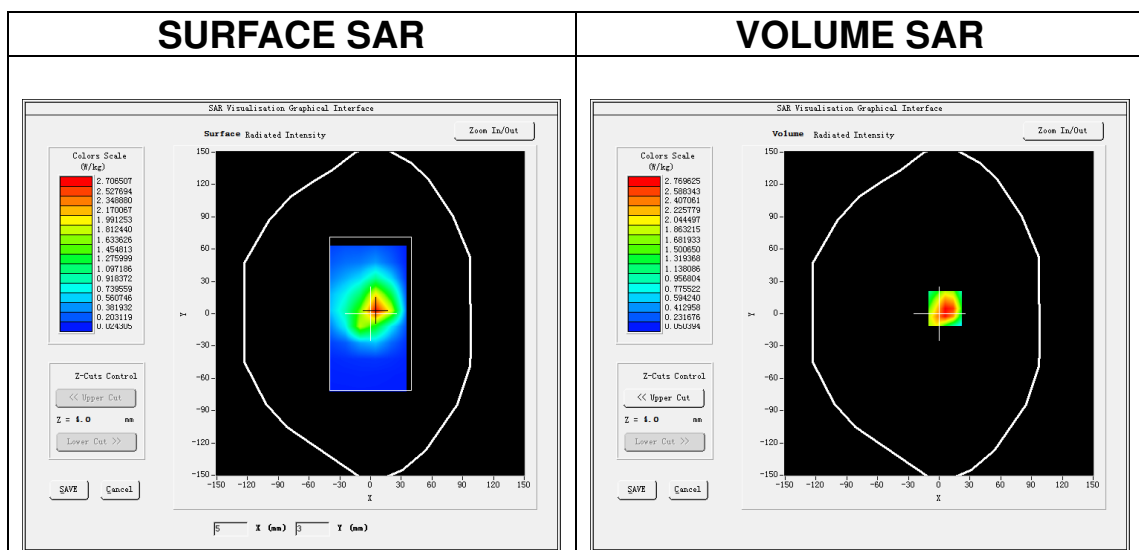 SURFACE SAR
VOLUME SAR
SAR Visualisation Graphical Interface
Surface Radiated Intensity
Zoom In/Out
Colors Scale
(W/kg)
2.706507
2.527694
2.348880
2.170067
1.991253
1.812440
1.633626
1.454813
1.275999
1.097186
0.918372
0.739559
0.560746
0.381932
0.203119
0.024305
150
120
90
60
30
0
-30
-60
-90
-120
-150
Y
-150 -120 -90 -60 -30 0 30 60 90 120 150
X
Z-Cuts Control
<< Upper Cut
Z = 4.0 mm
Lower Cut >>
SAVE Cancel
5 X (mm) 3 Y (mm)
SAR Visualisation Graphical Interface
Volume Radiated Intensity
Zoom In/Out
Colors Scale
(W/kg)
2.769625
2.588343
2.407061
2.225779
2.044497
1.863215
1.681933
1.500650
1.319368
1.138086
0.956804
0.775522
0.594240
0.412958
0.231676
0.050394
150
120
90
60
30
0
-30
-60
-90
-120
-150
Y
-150 -120 -90 -60 -30 0 30 60 90 120 150
X
Z-Cuts Control
<< Upper Cut
Z = 4.0 mm
Lower Cut >>
SAVE Cancel